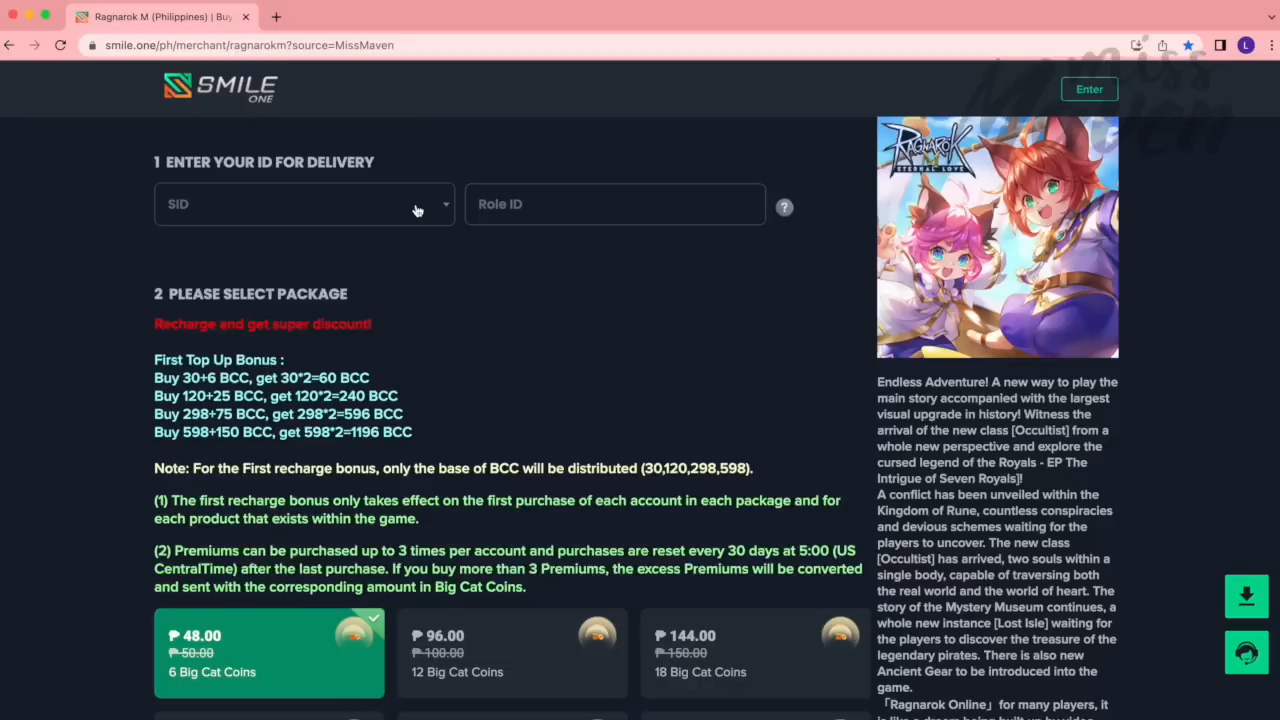 Ragnarok M (Philippines) | Buy
smile.one/ph/merchant/ragnarokm?source=MissMaven
L
miss
Maven
SMILE
ONE
Enter
1 ENTER YOUR ID FOR DELIVERY
SID
Role ID
?
RAGNAROK
ETERNAL LOVE
2 PLEASE SELECT PACKAGE
Recharge and get super discount!
First Top Up Bonus :
Buy 30+6 BCC, get 30*2=60 BCC
Buy 120+25 BCC, get 120*2=240 BCC
Buy 298+75 BCC, get 298*2=596 BCC
Buy 598+150 BCC, get 598*2=1196 BCC
Note: For the First recharge bonus, only the base of BCC will be distributed (30,120,298,598).
(1) The first recharge bonus only takes effect on the first purchase of each account in each package and for
each product that exists within the game.
(2) Premiums can be purchased up to 3 times per account and purchases are reset every 30 days at 5:00 (US
CentralTime) after the last purchase. If you buy more than 3 Premiums, the excess Premiums will be converted
and sent with the corresponding amount in Big Cat Coins.
₱ 48.00
₱ 50.00
6 Big Cat Coins
₱ 96.00
₱ 100.00
12 Big Cat Coins
₱ 144.00
₱ 150.00
18 Big Cat Coins
Endless Adventure! A new way to play the
main story accompanied with the largest
visual upgrade in history! Witness the
arrival of the new class [Occultist] from a
whole new perspective and explore the
cursed legend of the Royals - EP The
Intrigue of Seven Royals]!
A conflict has been unveiled within the
Kingdom of Rune, countless conspiracies
and devious schemes waiting for the
players to uncover. The new class
[Occultist] has arrived, two souls within a
single body, capable of traversing both
the real world and the world of heart. The
story of the Mystery Museum continues, a
whole new instance [Lost Isle] waiting for
the players to discover the treasure of the
legendary pirates. There is also new
Ancient Gear to be introduced into the
game.
「Ragnarok Online」for many players, it
is like a dream being built up by video